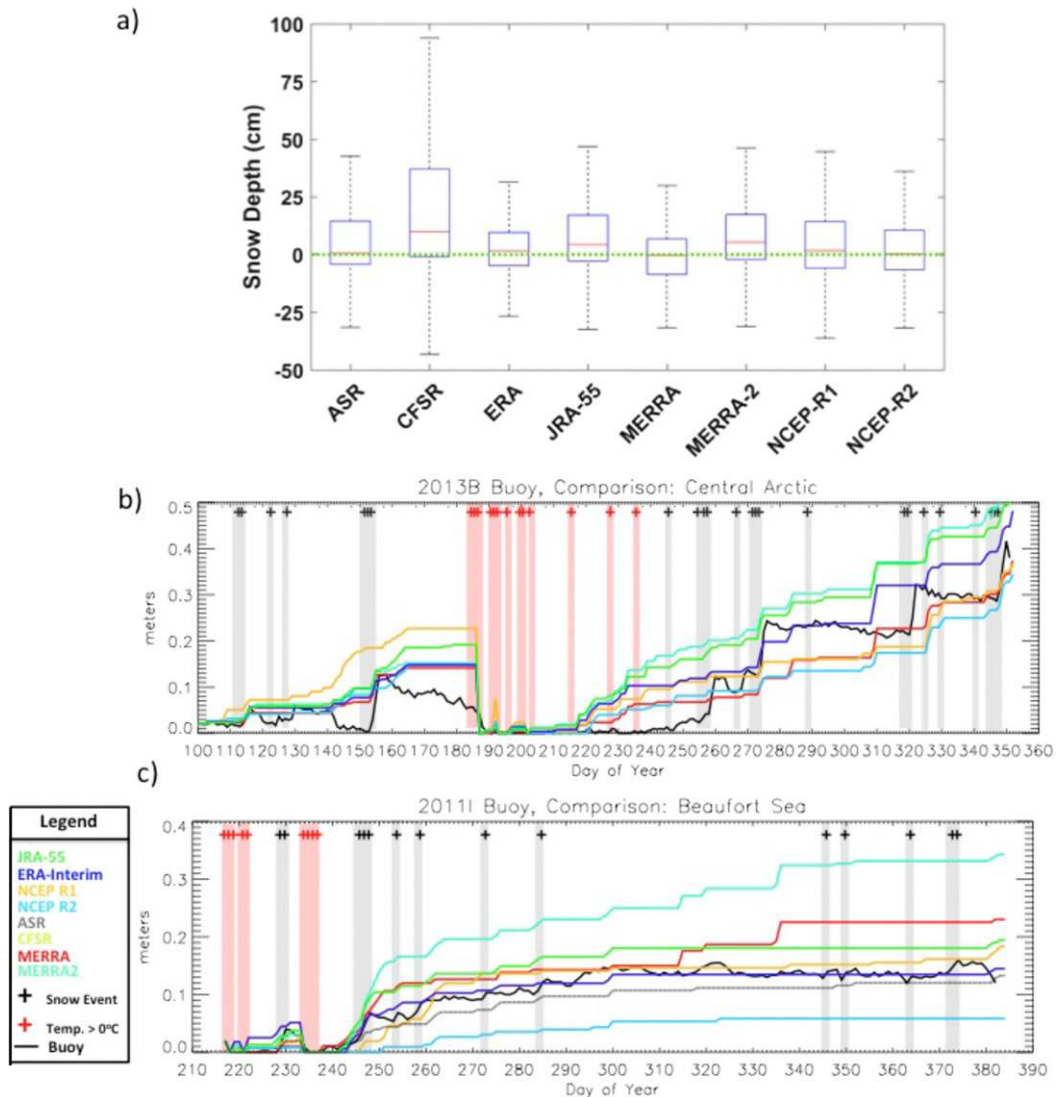 a)
Snow Depth (cm)
100
75
50
25
0
-25
-50
ASR
CFSR
ERA
JRA-55
MERRA
MERRA-2
NCEP-R1
NCEP-R2
b)
2013B Buoy, Comparison: Central Arctic
meters
0.5
0.4
0.3
0.2
0.1
0.0
100 110 120 130 140 150 160 170 180 190 200 210 220 230 240 250 260 270 280 290 300 310 320 330 340 350 360
Day of Year
c)
2011I Buoy, Comparison: Beaufort Sea
meters
0.4
0.3
0.2
0.1
0.0
210 220 230 240 250 260 270 280 290 300 310 320 330 340 350 360 370 380 390
Day of Year
Legend
JRA-55
ERA-Interim
NCEP R1
NCEP R2
ASR
CFSR
MERRA
MERRA2
+ Snow Event
+ Temp. > 0°C
Buoy